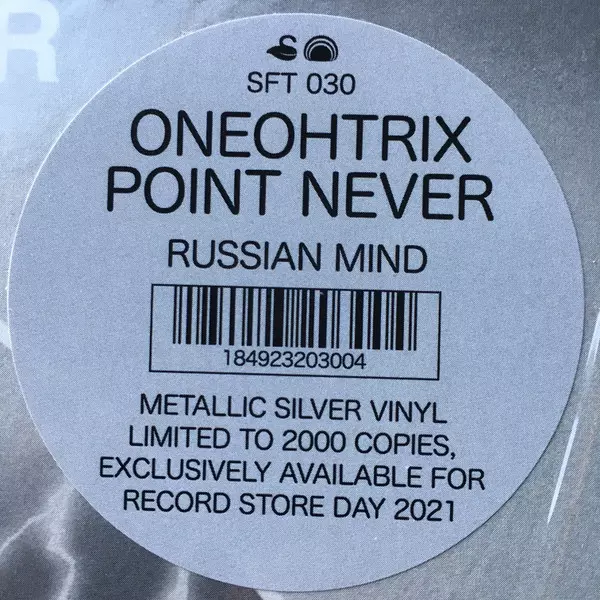 R
SFT 030
ONEOHTRIX
POINT NEVER
RUSSIAN MIND
184923203004
METALLIC SILVER VINYL
LIMITED TO 2000 COPIES,
EXCLUSIVELY AVAILABLE FOR
RECORD STORE DAY 2021